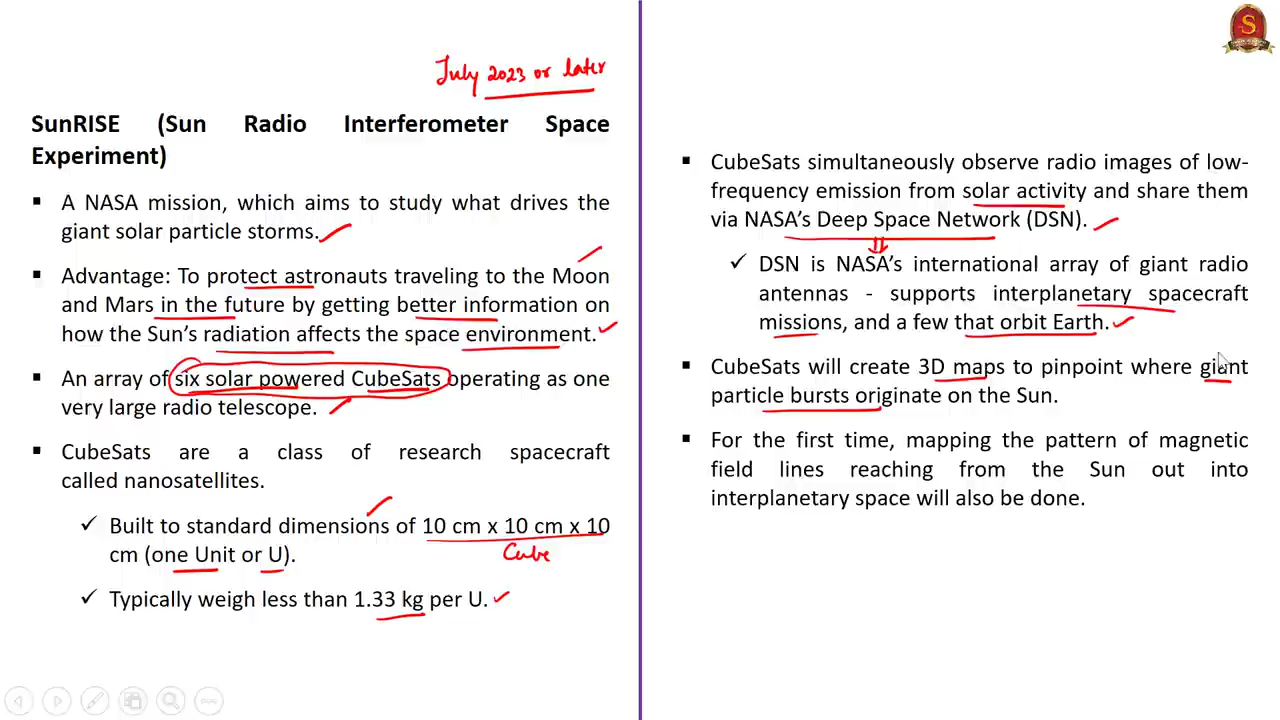 July 2023 or later
SunRISE (Sun Radio Interferometer Space
Experiment)
▪ A NASA mission, which aims to study what drives the
giant solar particle storms.
▪ Advantage: To protect astronauts traveling to the Moon
and Mars in the future by getting better information on
how the Sun's radiation affects the space environment.
▪ An array of six solar powered CubeSats operating as one
very large radio telescope.
▪ CubeSats are a class of research spacecraft
called nanosatellites.
✓ Built to standard dimensions of 10 cm x 10 cm x 10
cm (one Unit or U).
Cube
✓ Typically weigh less than 1.33 kg per U.
S
▪ CubeSats simultaneously observe radio images of low-
frequency emission from solar activity and share them
via NASA's Deep Space Network (DSN).
✓ DSN is NASA's international array of giant radio
antennas - supports interplanetary spacecraft
missions, and a few that orbit Earth.
▪ CubeSats will create 3D maps to pinpoint where giant
particle bursts originate on the Sun.
▪ For the first time, mapping the pattern of magnetic
field lines reaching from the Sun out into
interplanetary space will also be done.